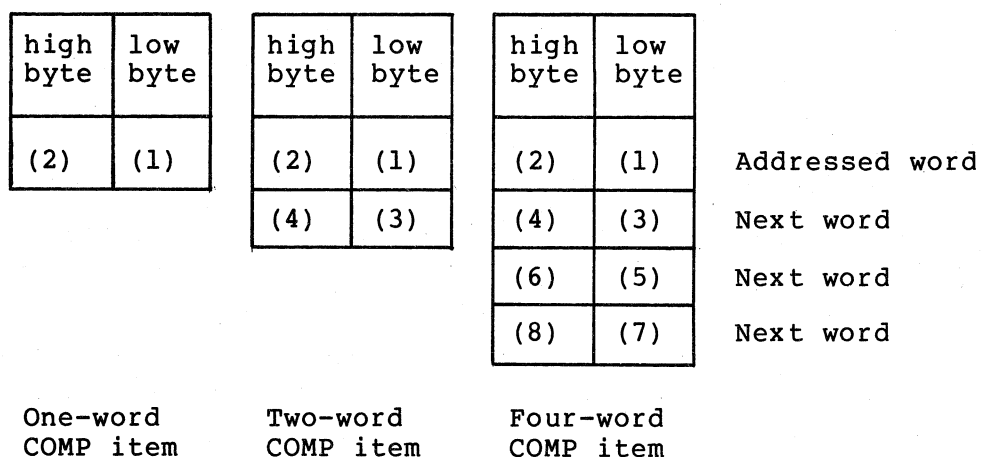 high low high low high low
byte byte byte byte byte byte
(2) (1) (2) (1) (2) (1) Addressed word
(4) (3) (4) (3) Next word
(6) (5) Next word
(8) (7) Next word
One-word Two-word Four-word
COMP item COMP item COMP item